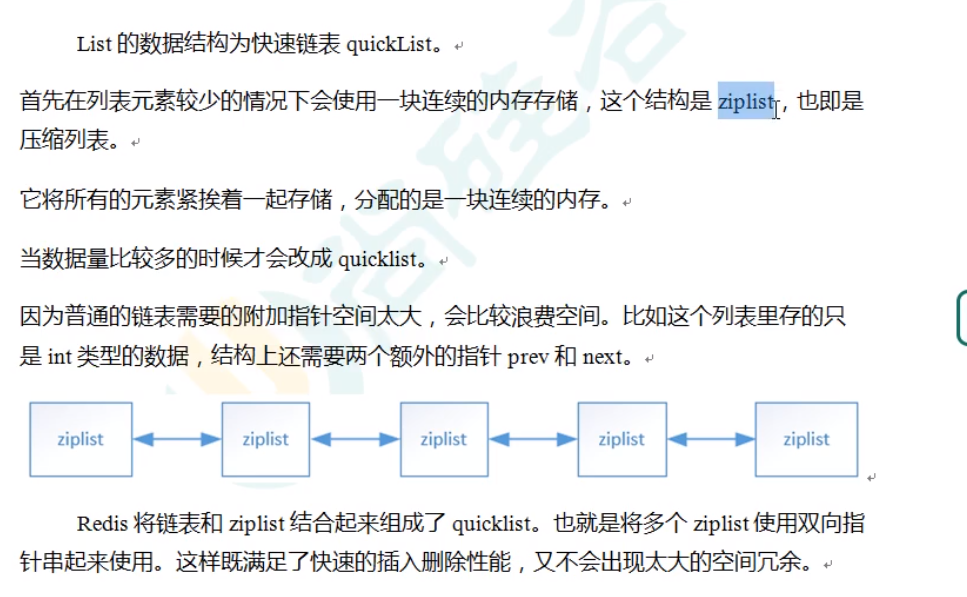 List 的数据结构为快速链表 quickList。
首先在列表元素较少的情况下会使用一块连续的内存存储，这个结构是 ziplist，也即是
压缩列表。
它将所有的元素紧挨着一起存储，分配的是一块连续的内存。
当数据量比较多的时候才会改成 quicklist。
因为普通的链表需要的附加指针空间太大，会比较浪费空间。比如这个列表里存的只
是 int 类型的数据，结构上还需要两个额外的指针 prev 和 next。
ziplist ziplist ziplist ziplist ziplist
Redis 将链表和 ziplist 结合起来组成了 quicklist。也就是将多个 ziplist 使用双向指
针串起来使用。这样既满足了快速的插入删除性能，又不会出现太大的空间冗余。
尚硅谷